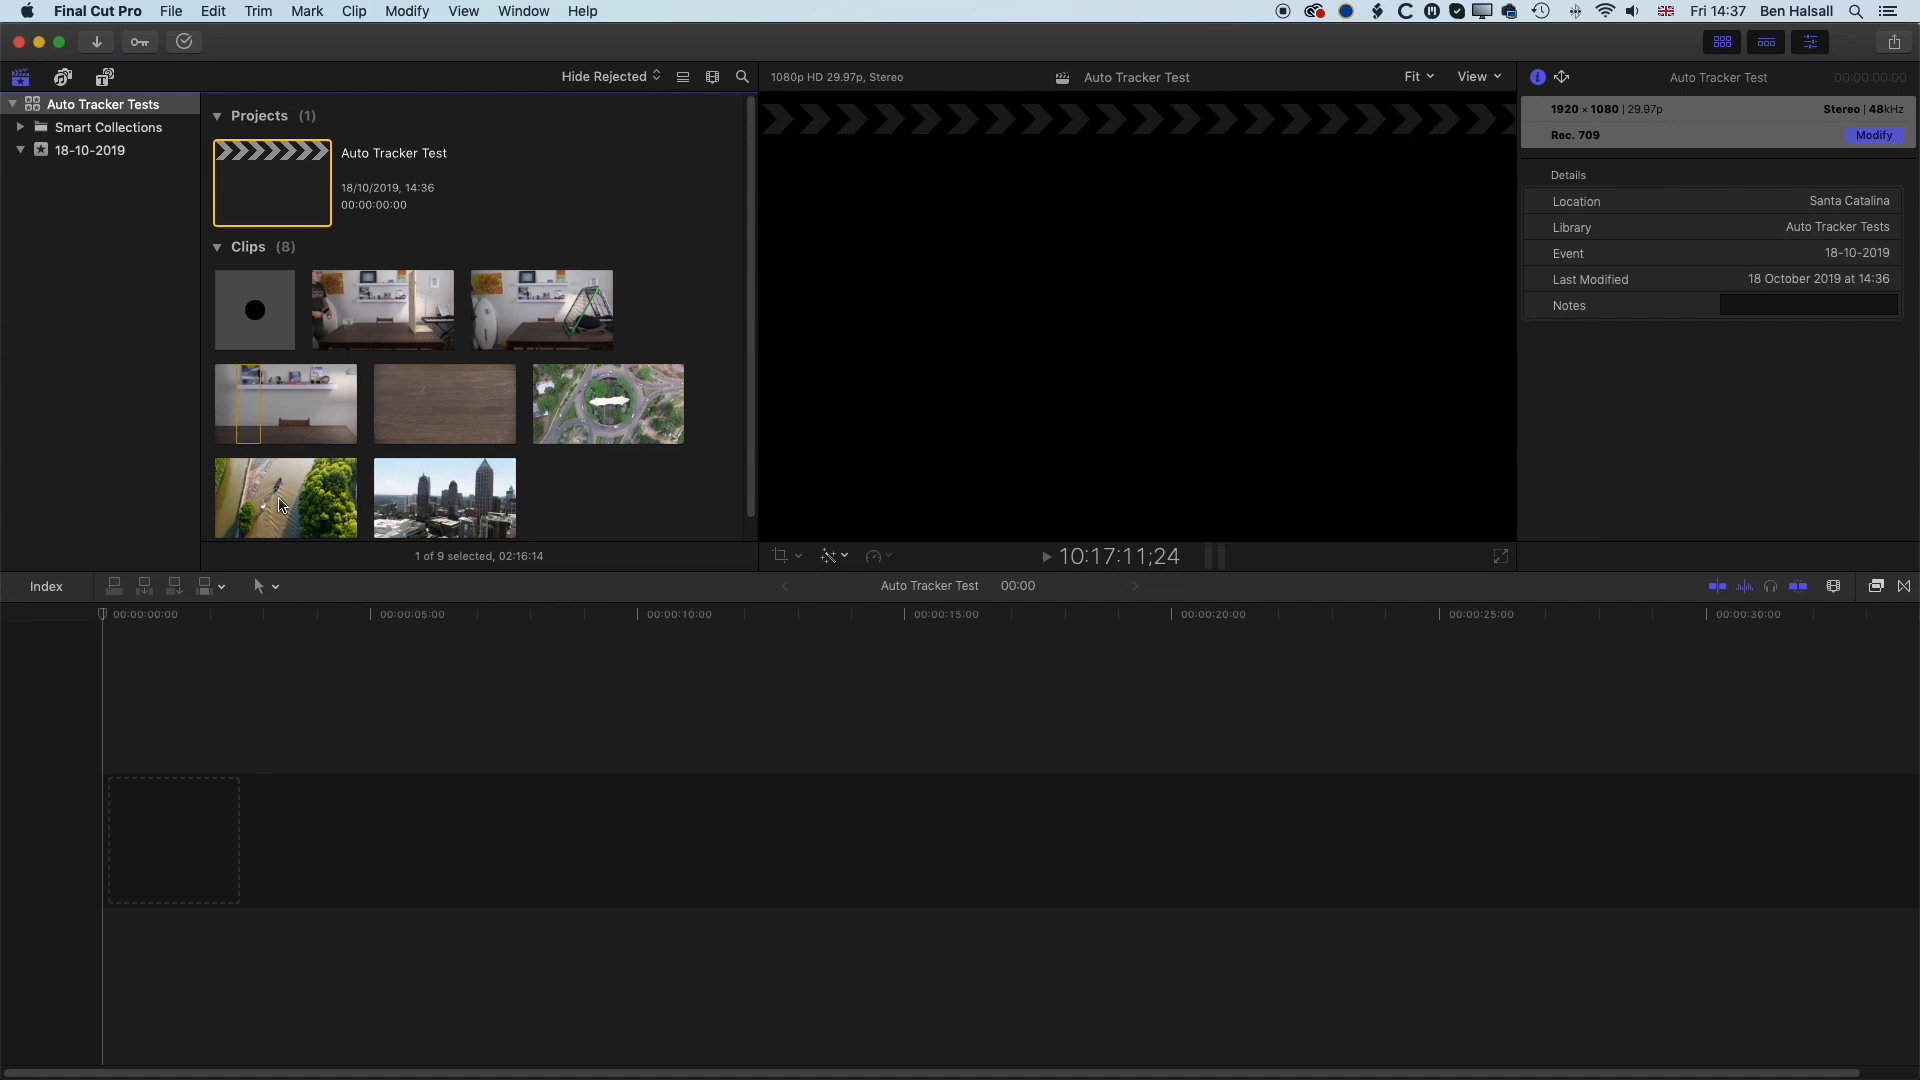 Final Cut Pro File Edit Trim Mark Clip Modify View Window Help Fri 14:37 Ben Halsall
Hide Rejected 1080p HD 29.97p, Stereo Auto Tracker Test Fit View Auto Tracker Test 00:00:00:00
Auto Tracker Tests
Smart Collections
18-10-2019
Projects (1)
Auto Tracker Test
18/10/2019, 14:36
00:00:00:00
Clips (8)
1 of 9 selected, 02:16:14
10:17:11;24
1920 × 1080 | 29.97p Stereo | 48kHz
Rec. 709 Modify
Details
Location Santa Catalina
Library Auto Tracker Tests
Event 18-10-2019
Last Modified 18 October 2019 at 14:36
Notes
Index Auto Tracker Test 00:00
00:00:00:00 00:00:05:00 00:00:10:00 00:00:15:00 00:00:20:00 00:00:25:00 00:00:30:00